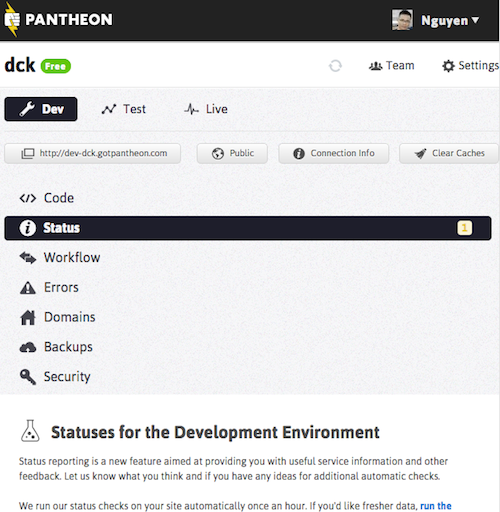 PANTHEON
Nguyen
dck Free
Team
Settings
Dev
Test
Live
http://dev-dck.gotpantheon.com
Public
Connection Info
Clear Caches
Code
Status
1
Workflow
Errors
Domains
Backups
Security
Statuses for the Development Environment
Status reporting is a new feature aimed at providing you with useful service information and other
feedback. Let us know what you think and if you have any ideas for additional automatic checks.
We run our status checks on your site automatically once an hour. If you'd like fresher data, run the